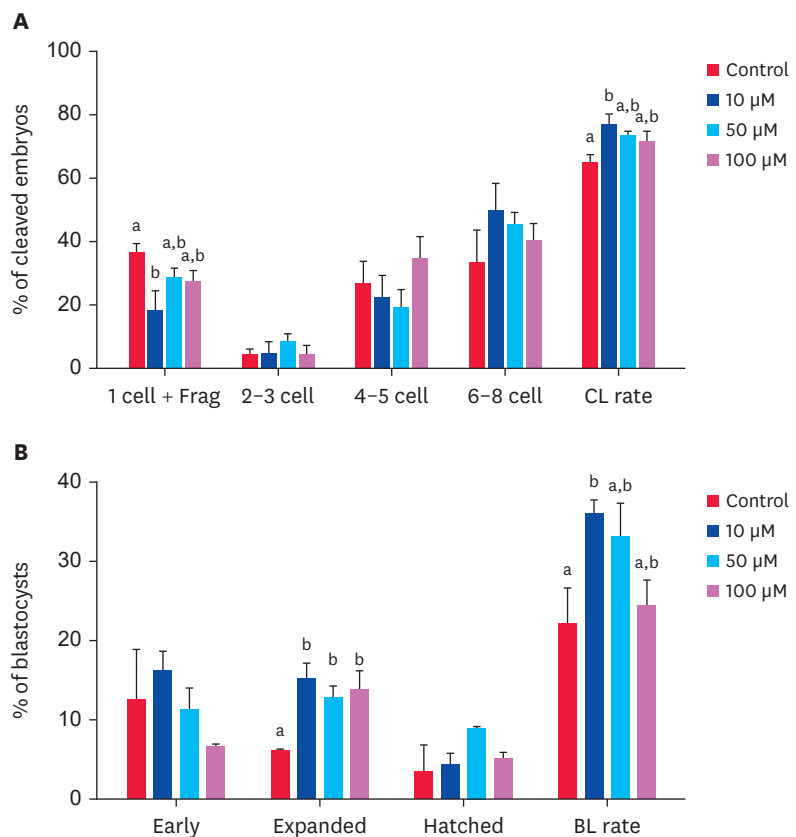 A
% of cleaved embryos
100
80
60
40
20
0
a
b
a,b
a,b
a
b
a,b
a,b
1 cell + Frag
2–3 cell
4–5 cell
6–8 cell
CL rate
Control
10 µM
50 µM
100 µM
B
% of blastocysts
40
30
20
10
0
a
b
b
b
a
b
a,b
a,b
Early
Expanded
Hatched
BL rate
Control
10 µM
50 µM
100 µM